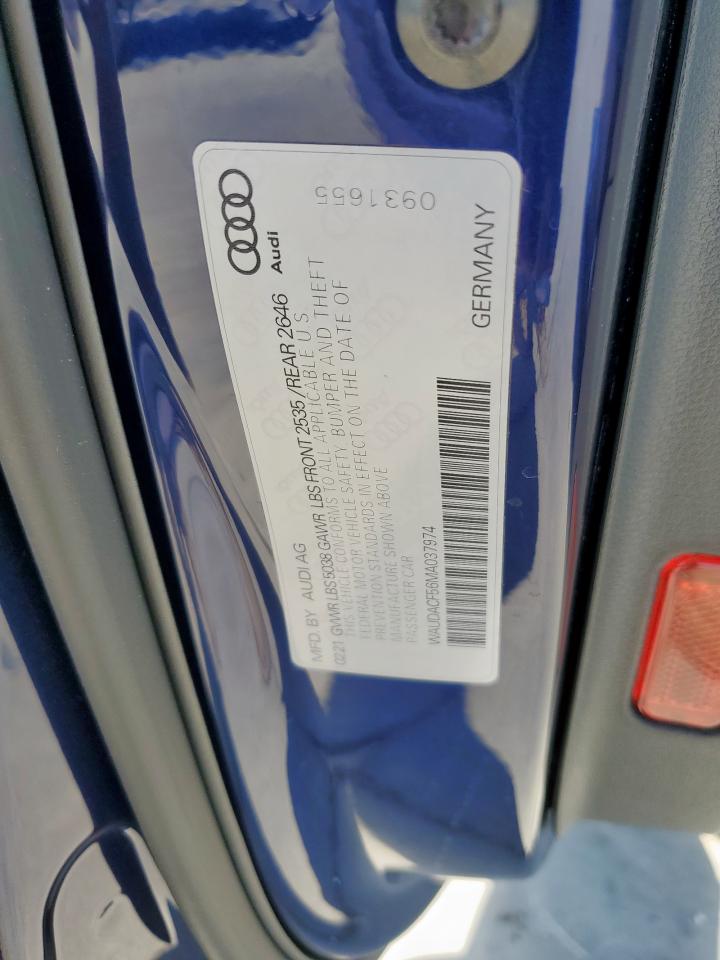 Audi
MFD. BY AUDI AG
02.21 GVWR LBS 5038 GAWR LBS FRONT 2535/REAR 2646
THIS VEHICLE CONFORMS TO ALL APPLICABLE U S
FEDERAL MOTOR VEHICLE SAFETY, BUMPER AND THEFT
PREVENTION STANDARDS IN EFFECT ON THE DATE OF
MANUFACTURE SHOWN ABOVE
PASSENGER CAR
0931655
WAUDACF56MA037974
GERMANY